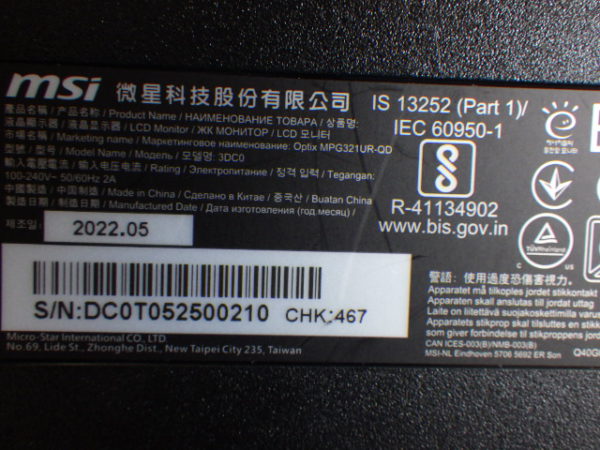 msi 微星科技股份有限公司
產品名稱 / 产品名称 / Product Name / НАИМЕНОВАНИЕ ТОВАРА / 상품명:
液晶顯示器 / 液晶显示器 / LCD Monitor / ЖК МОНИТОР / LCD 모니터
市場名稱 / Marketing name / Маркетинговое наименование: Optix MPG321UR-QD
型號 / 型号 / Model Name / Модель / 모델명: 3DC0
輸入電壓電流 / 输入电压电流 / Rating / Электропитание / 정격 입력 / Tegangan:
100-240V~ 50/60Hz 2A
中國製造 / 中国制造 / Made in China / Сделано в Китае / 중국산 / Buatan China
製造日期 / 制造日期 / Manufactured Date / Дата изготовления (год.месяц) /
제조일: 2022.05
S/N:DC0T052500210 CHK:467
Micro-Star International CO., LTD.
No.69, Lide St., Zhonghe Dist., New Taipei City 235, Taiwan
IS 13252 (Part 1)/
IEC 60950-1
R-41134902
www.bis.gov.in
TÜVRheinland
警語: 使用過度恐傷害視力。
Apparatet må tilkoples jordet stikkontakt
Apparaten skall anslutas till jordat uttag
Laite on liitettävä suojakoskettimilla varus
Apparatets stikprop skal tilsluttes en stikk
som giver forbindelse til stikproppens jord
CAN ICES-003(B)/NMB-003(B)
MSI-NL Eindhoven 5706 5692 ER Son